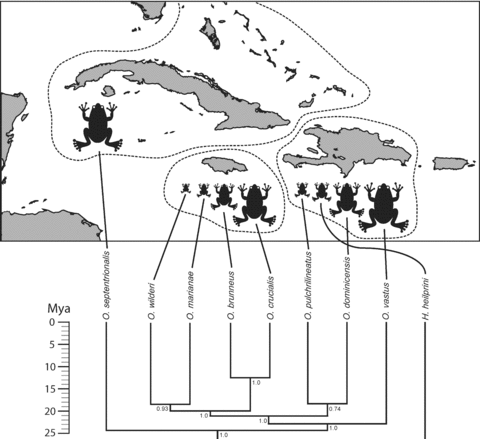 O. septentrionalis
O. wilderi
O. marianae
O. brunneus
O. crucialis
O. pulchrilineatus
O. dominicensis
O. vastus
H. heilprini
Mya
0
5
10
15
20
25
1.0
0.93
0.74
1.0
1.0
1.0
1.0